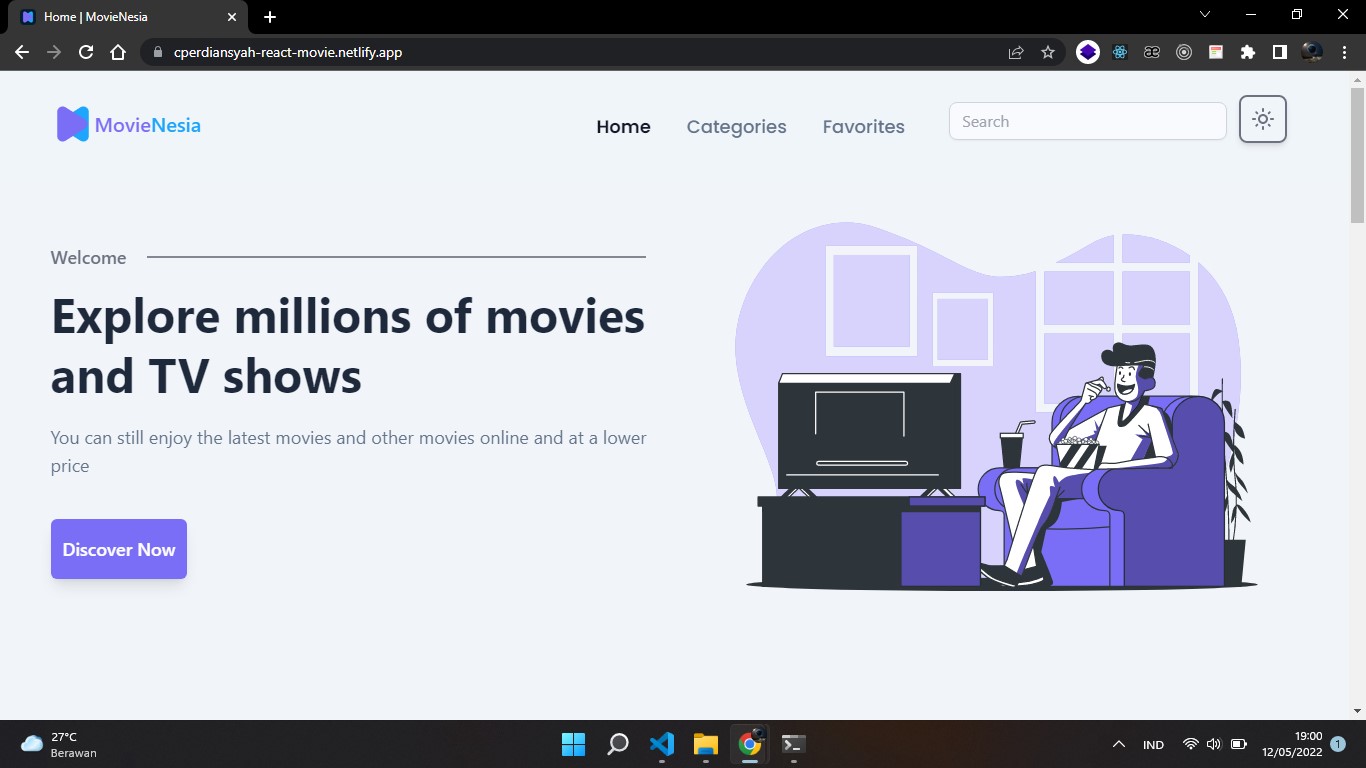 Home | MovieNesia
cperdiansyah-react-movie.netlify.app
MovieNesia
Home
Categories
Favorites
Search
Welcome
Explore millions of movies
and TV shows
You can still enjoy the latest movies and other movies online and at a lower
price
Discover Now
27°C
Berawan
IND
19:00
12/05/2022
1